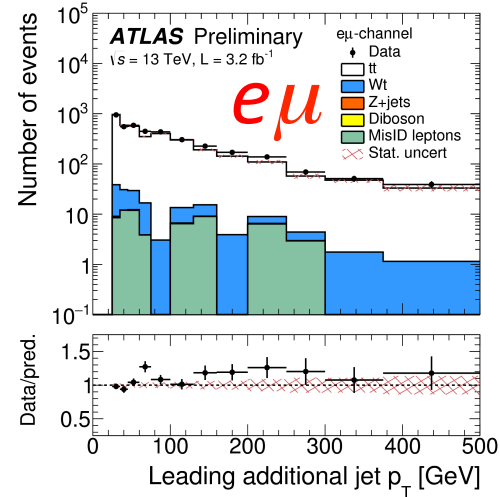 Number of events
10⁵
10⁴
10³
10²
10
1
10⁻¹
ATLAS Preliminary
√s = 13 TeV, L = 3.2 fb⁻¹
eμ
eμ-channel
Data
tt
Wt
Z+jets
Diboson
MisID leptons
Stat. uncert
Data/pred.
1.5
1
0.5
0 100 200 300 400 500
Leading additional jet p_T [GeV]